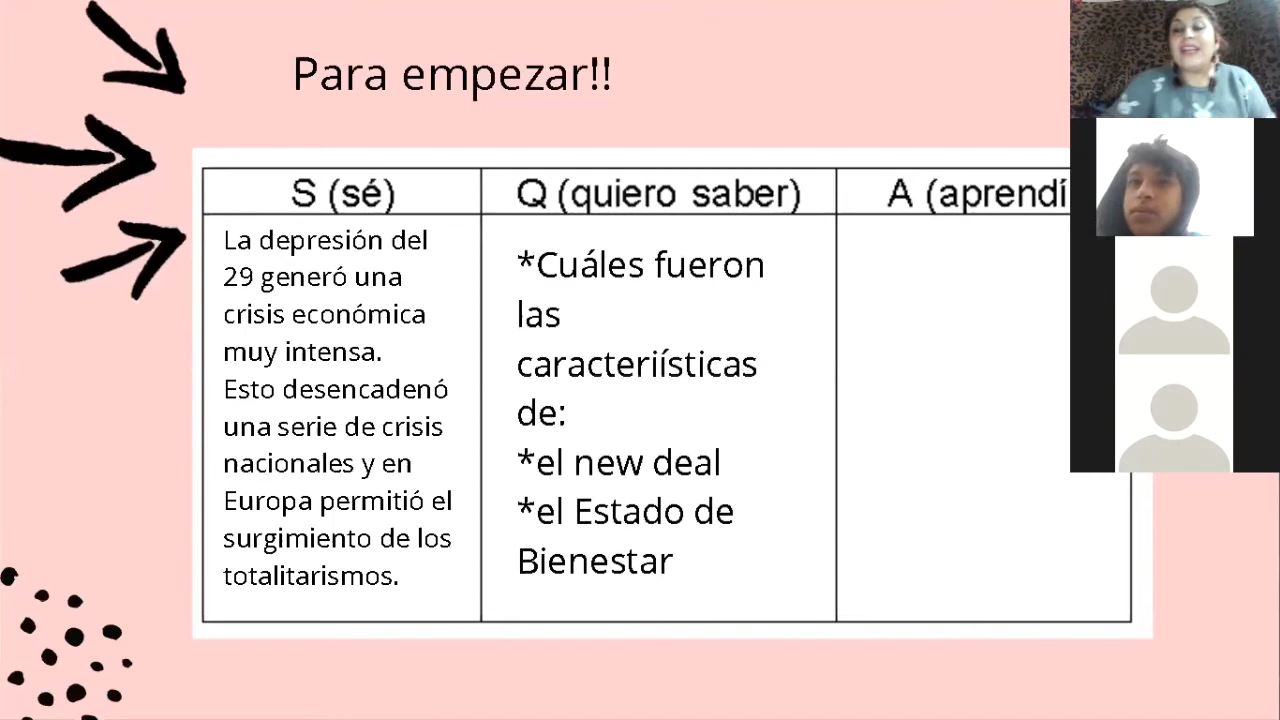 Para empezar!!
S (sé)
Q (quiero saber)
A (aprendí
La depresión del
29 generó una
crisis económica
muy intensa.
Esto desencadenó
una serie de crisis
nacionales y en
Europa permitió el
surgimiento de los
totalitarismos.
*Cuáles fueron
las
caracteriísticas
de:
*el new deal
*el Estado de
Bienestar